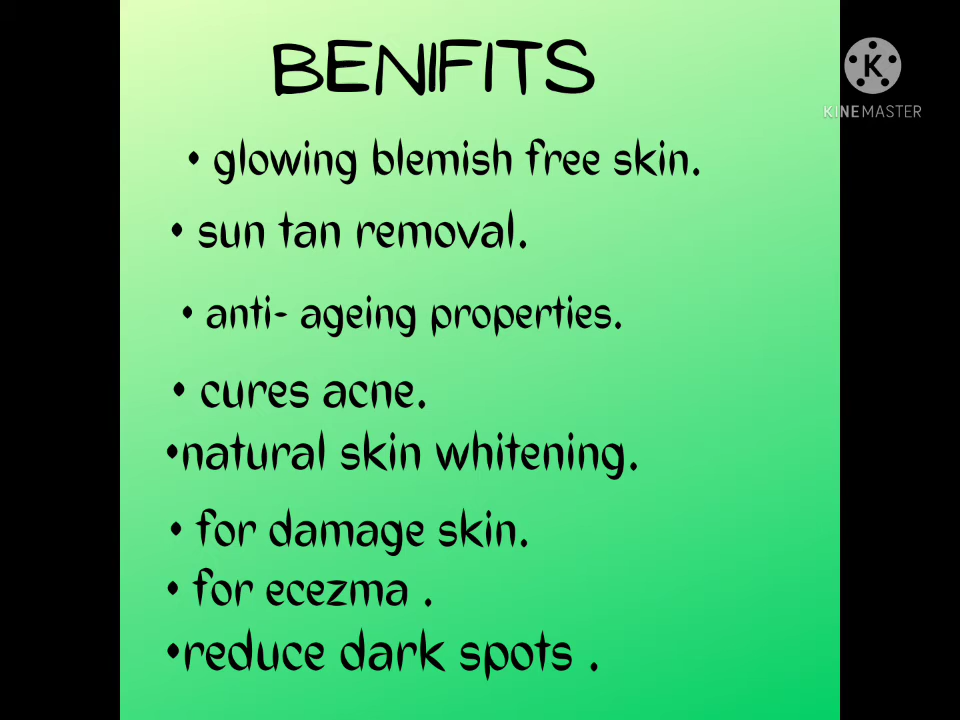 BENIFITS
K
KINEMASTER
• glowing blemish free skin.
• sun tan removal.
• anti- ageing properties.
• cures acne.
•natural skin whitening.
• for damage skin.
• for ecezma .
•reduce dark spots .